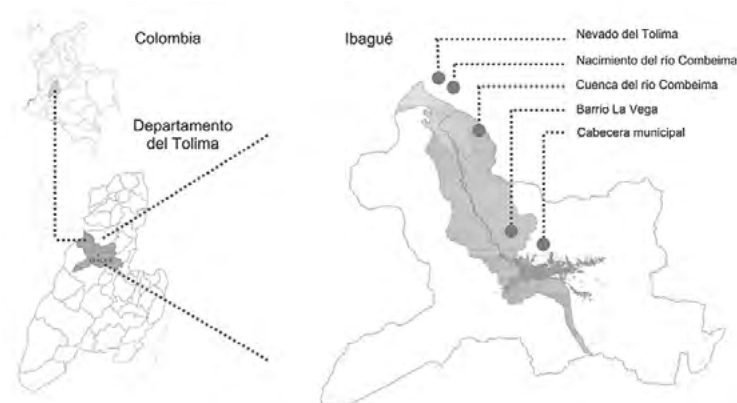 Colombia
Departamento
del Tolima
Ibagué
Nevado del Tolima
Nacimiento del río Combeima
Cuenca del río Combeima
Barrio La Vega
Cabecera municipal